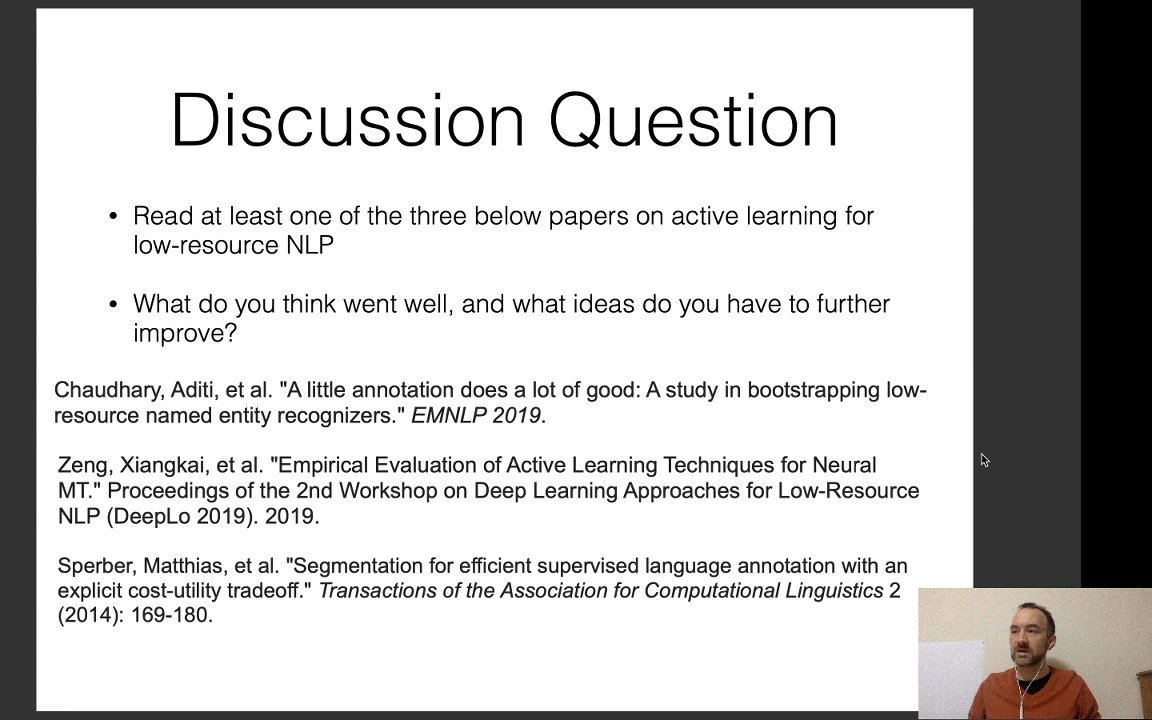 Discussion Question
• Read at least one of the three below papers on active learning for
low-resource NLP
• What do you think went well, and what ideas do you have to further
improve?
Chaudhary, Aditi, et al. "A little annotation does a lot of good: A study in bootstrapping low-
resource named entity recognizers." EMNLP 2019.
Zeng, Xiangkai, et al. "Empirical Evaluation of Active Learning Techniques for Neural
MT." Proceedings of the 2nd Workshop on Deep Learning Approaches for Low-Resource
NLP (DeepLo 2019). 2019.
Sperber, Matthias, et al. "Segmentation for efficient supervised language annotation with an
explicit cost-utility tradeoff." Transactions of the Association for Computational Linguistics 2
(2014): 169-180.